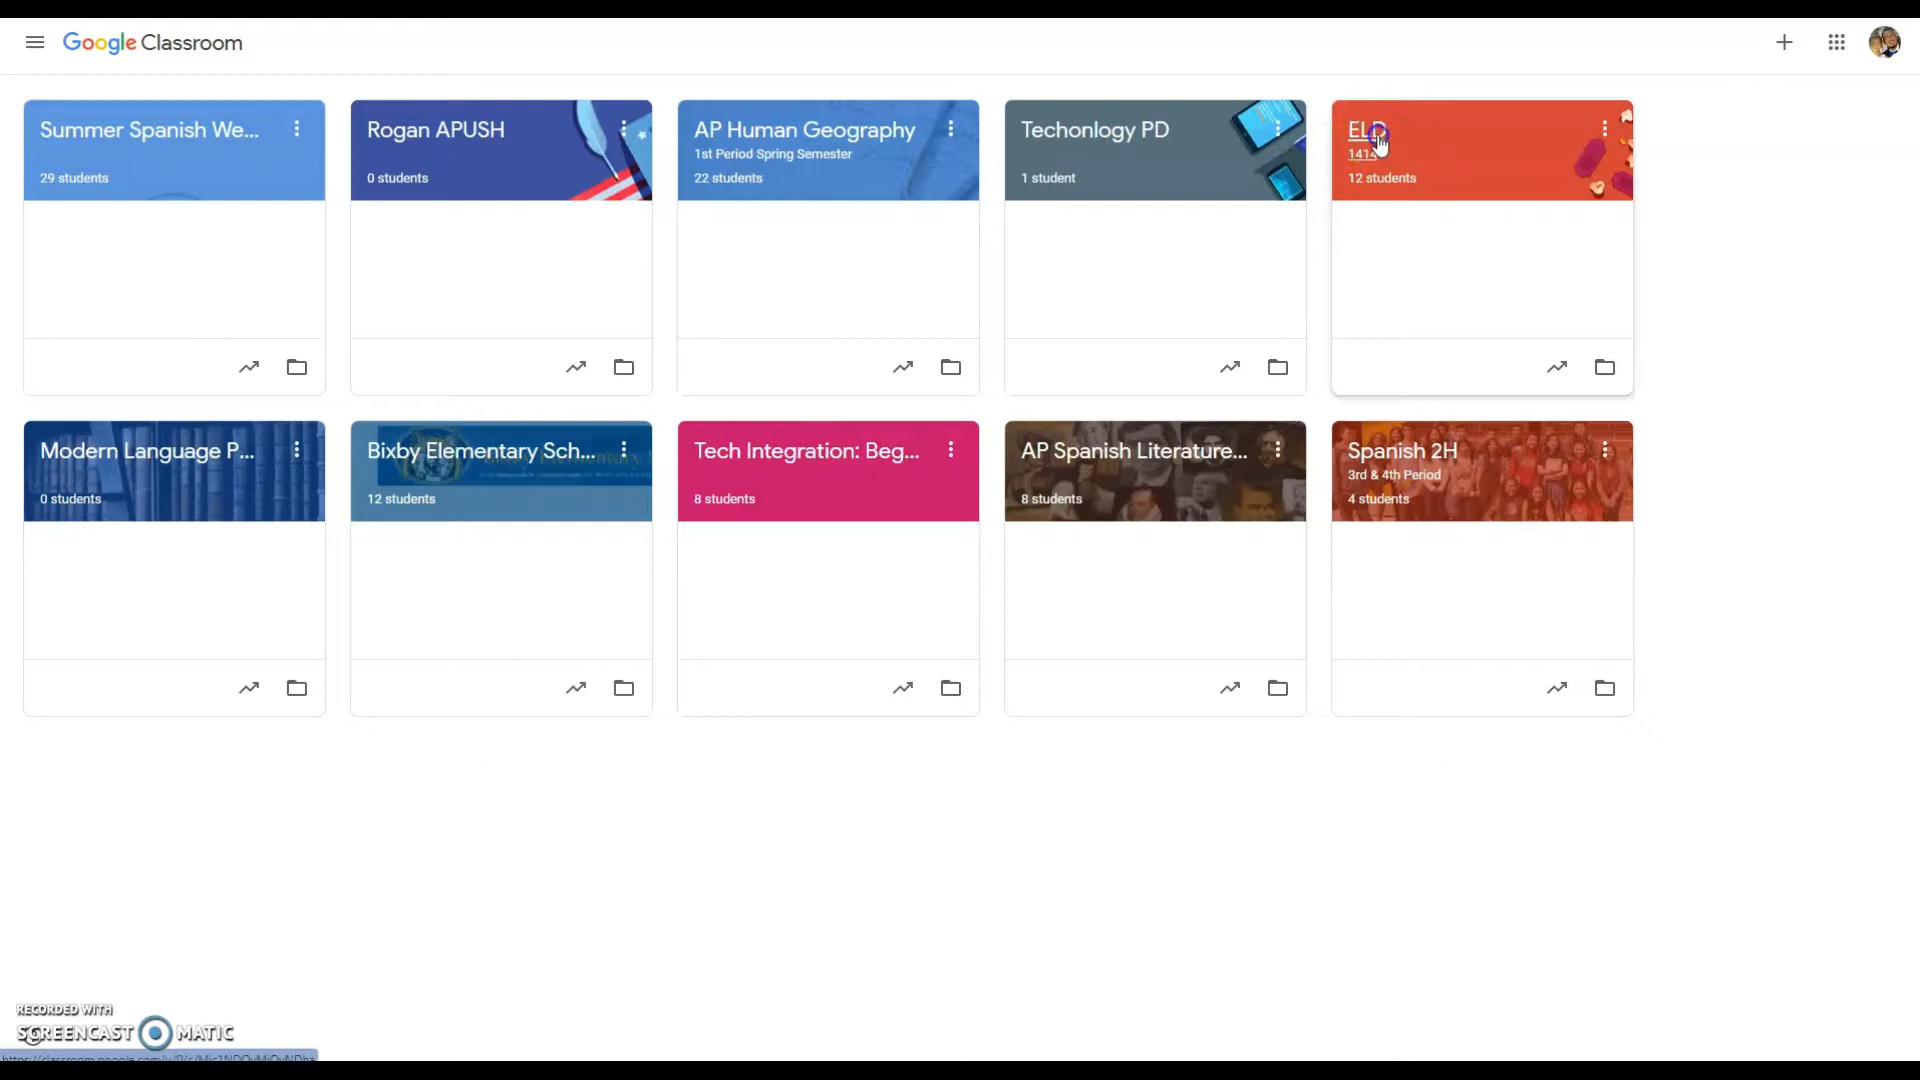 Google Classroom
Summer Spanish We...
29 students
Rogan APUSH
0 students
AP Human Geography
1st Period Spring Semester
22 students
Techonlogy PD
1 student
ELD
1414
12 students
Modern Language P...
0 students
Bixby Elementary Sch...
12 students
Tech Integration: Beg...
8 students
AP Spanish Literature...
8 students
Spanish 2H
3rd & 4th Period
4 students
RECORDED WITH
SCREENCAST MATIC